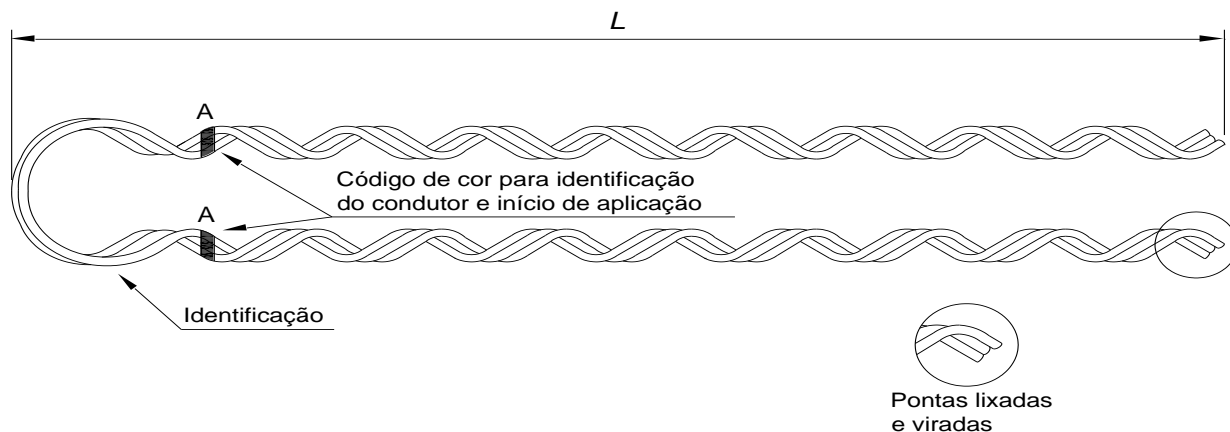 L
A
Código de cor para identificação
do condutor e início de aplicação
A
Identificação
Pontas lixadas
e viradas